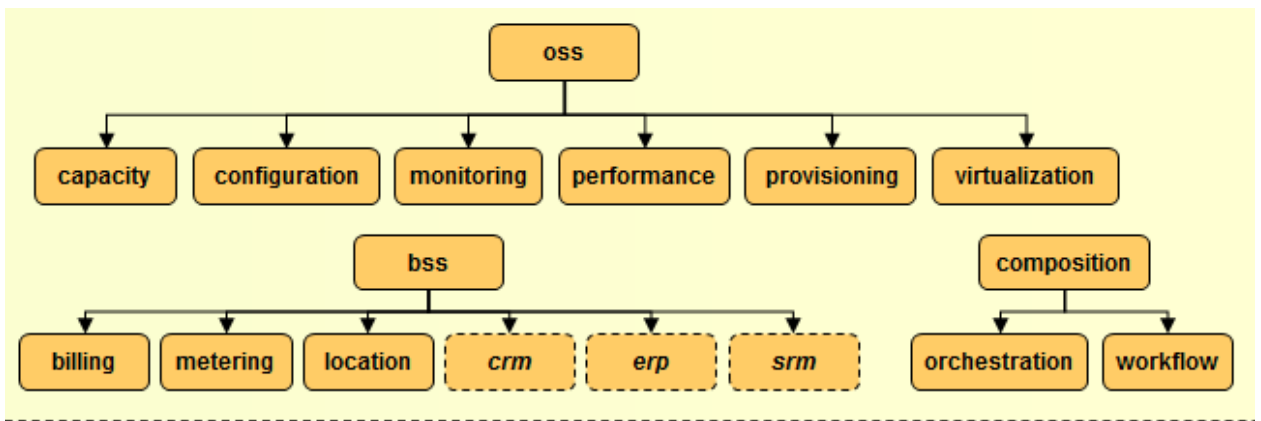 oss
capacity configuration monitoring performance provisioning virtualization
bss composition
billing metering location crm erp srm orchestration workflow